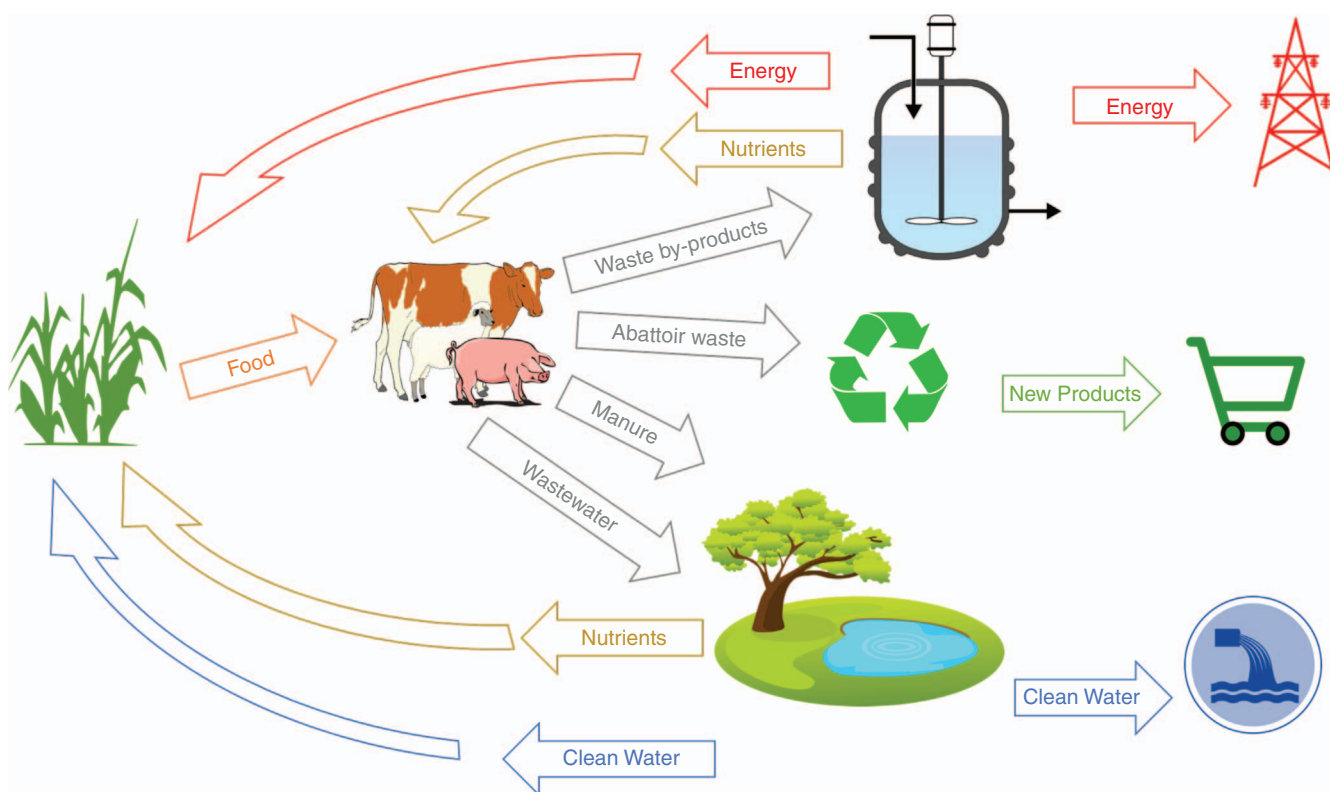 Energy
Energy
Nutrients
Waste by-products
Food
Abattoir waste
New Products
Manure
Wastewater
Nutrients
Clean Water
Clean Water